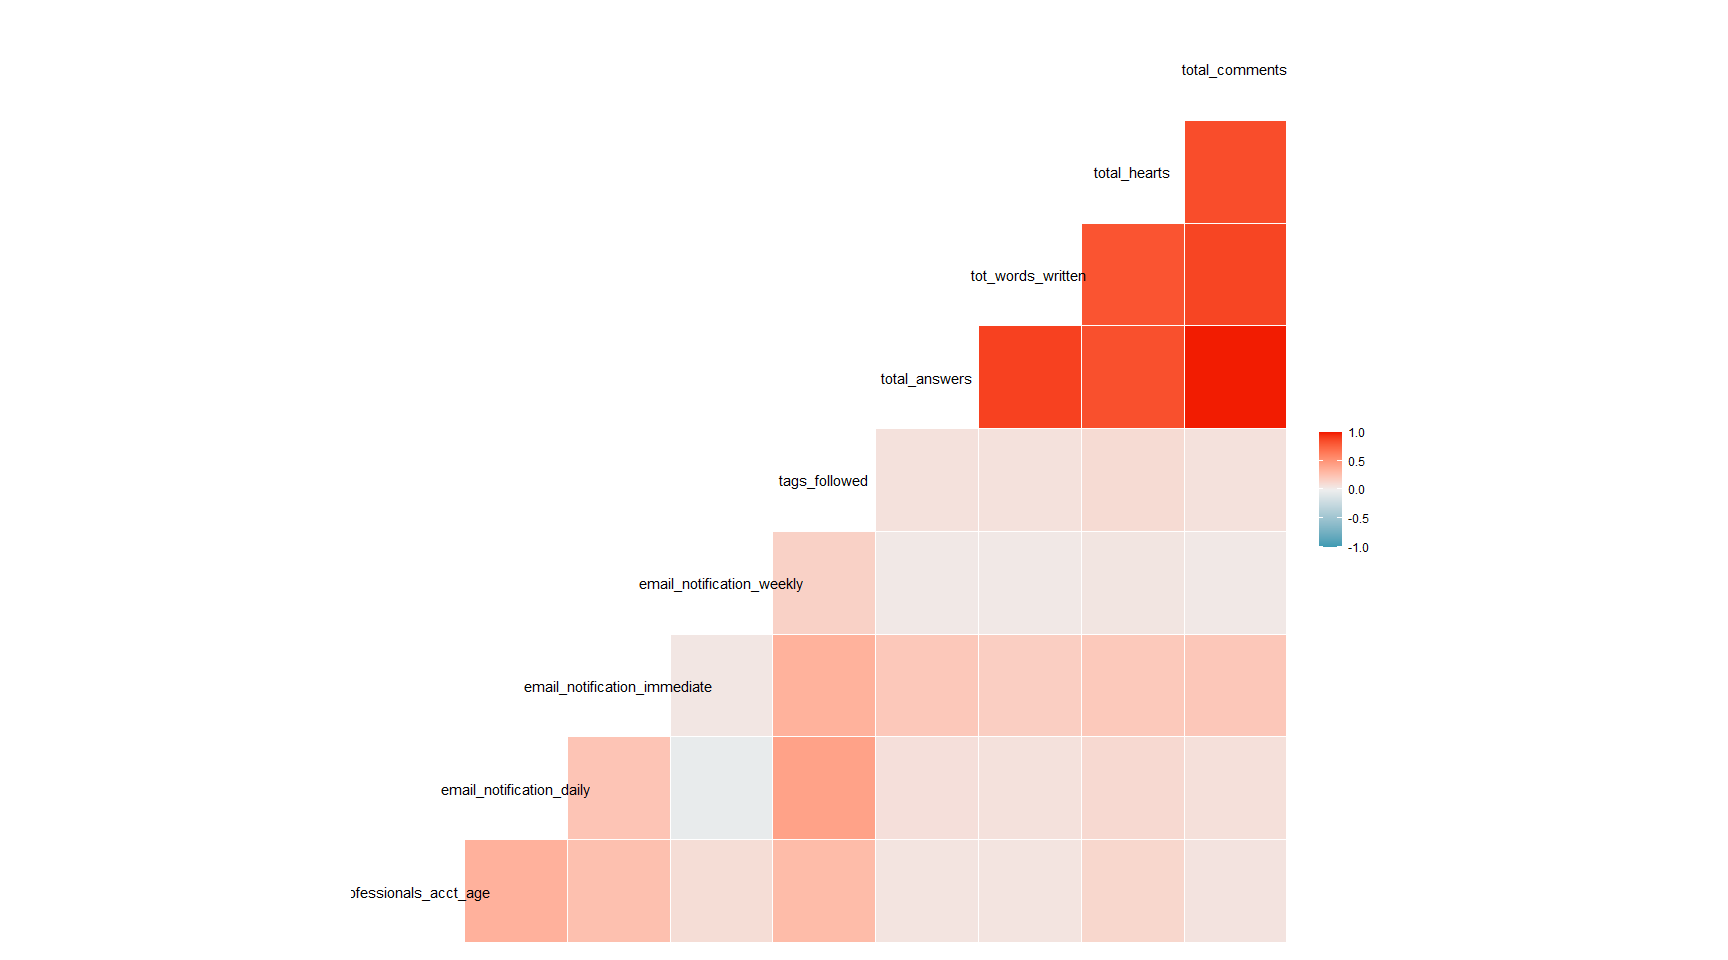 total_comments
total_hearts
tot_words_written
total_answers
tags_followed
email_notification_weekly
email_notification_immediate
email_notification_daily
ofessionals_acct_age
1.0
0.5
0.0
-0.5
-1.0